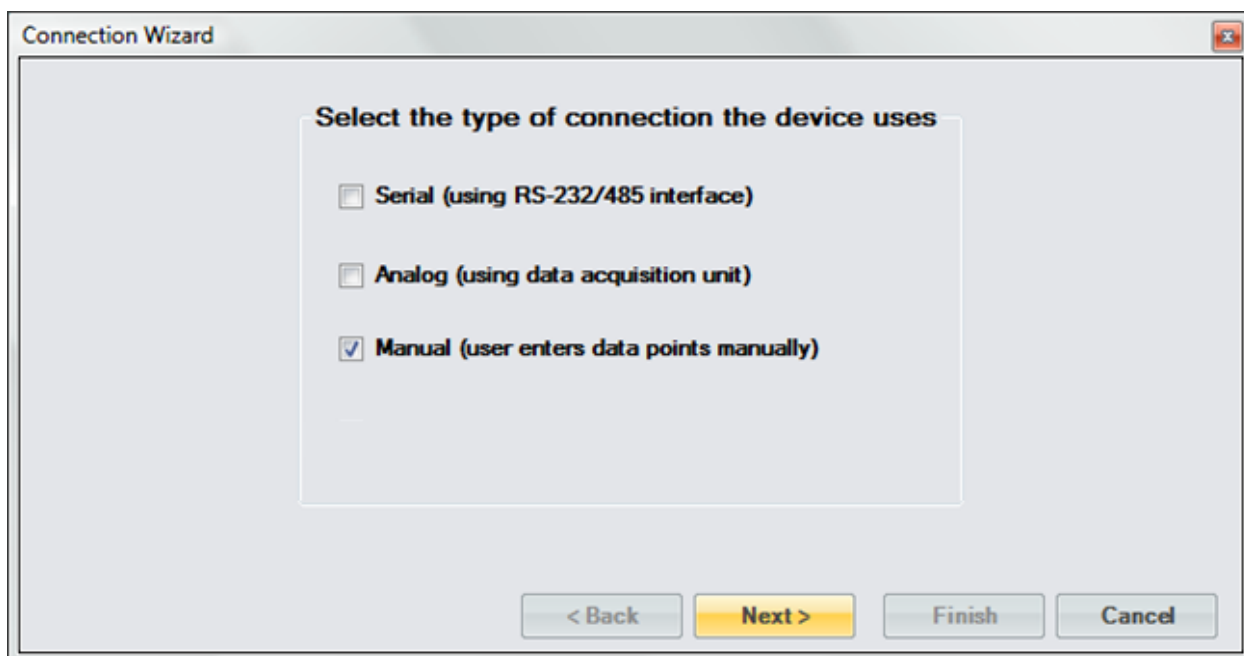 Connection Wizard
Select the type of connection the device uses
Serial (using RS-232/485 interface)
Analog (using data acquisition unit)
Manual (user enters data points manually)
< Back Next > Finish Cancel